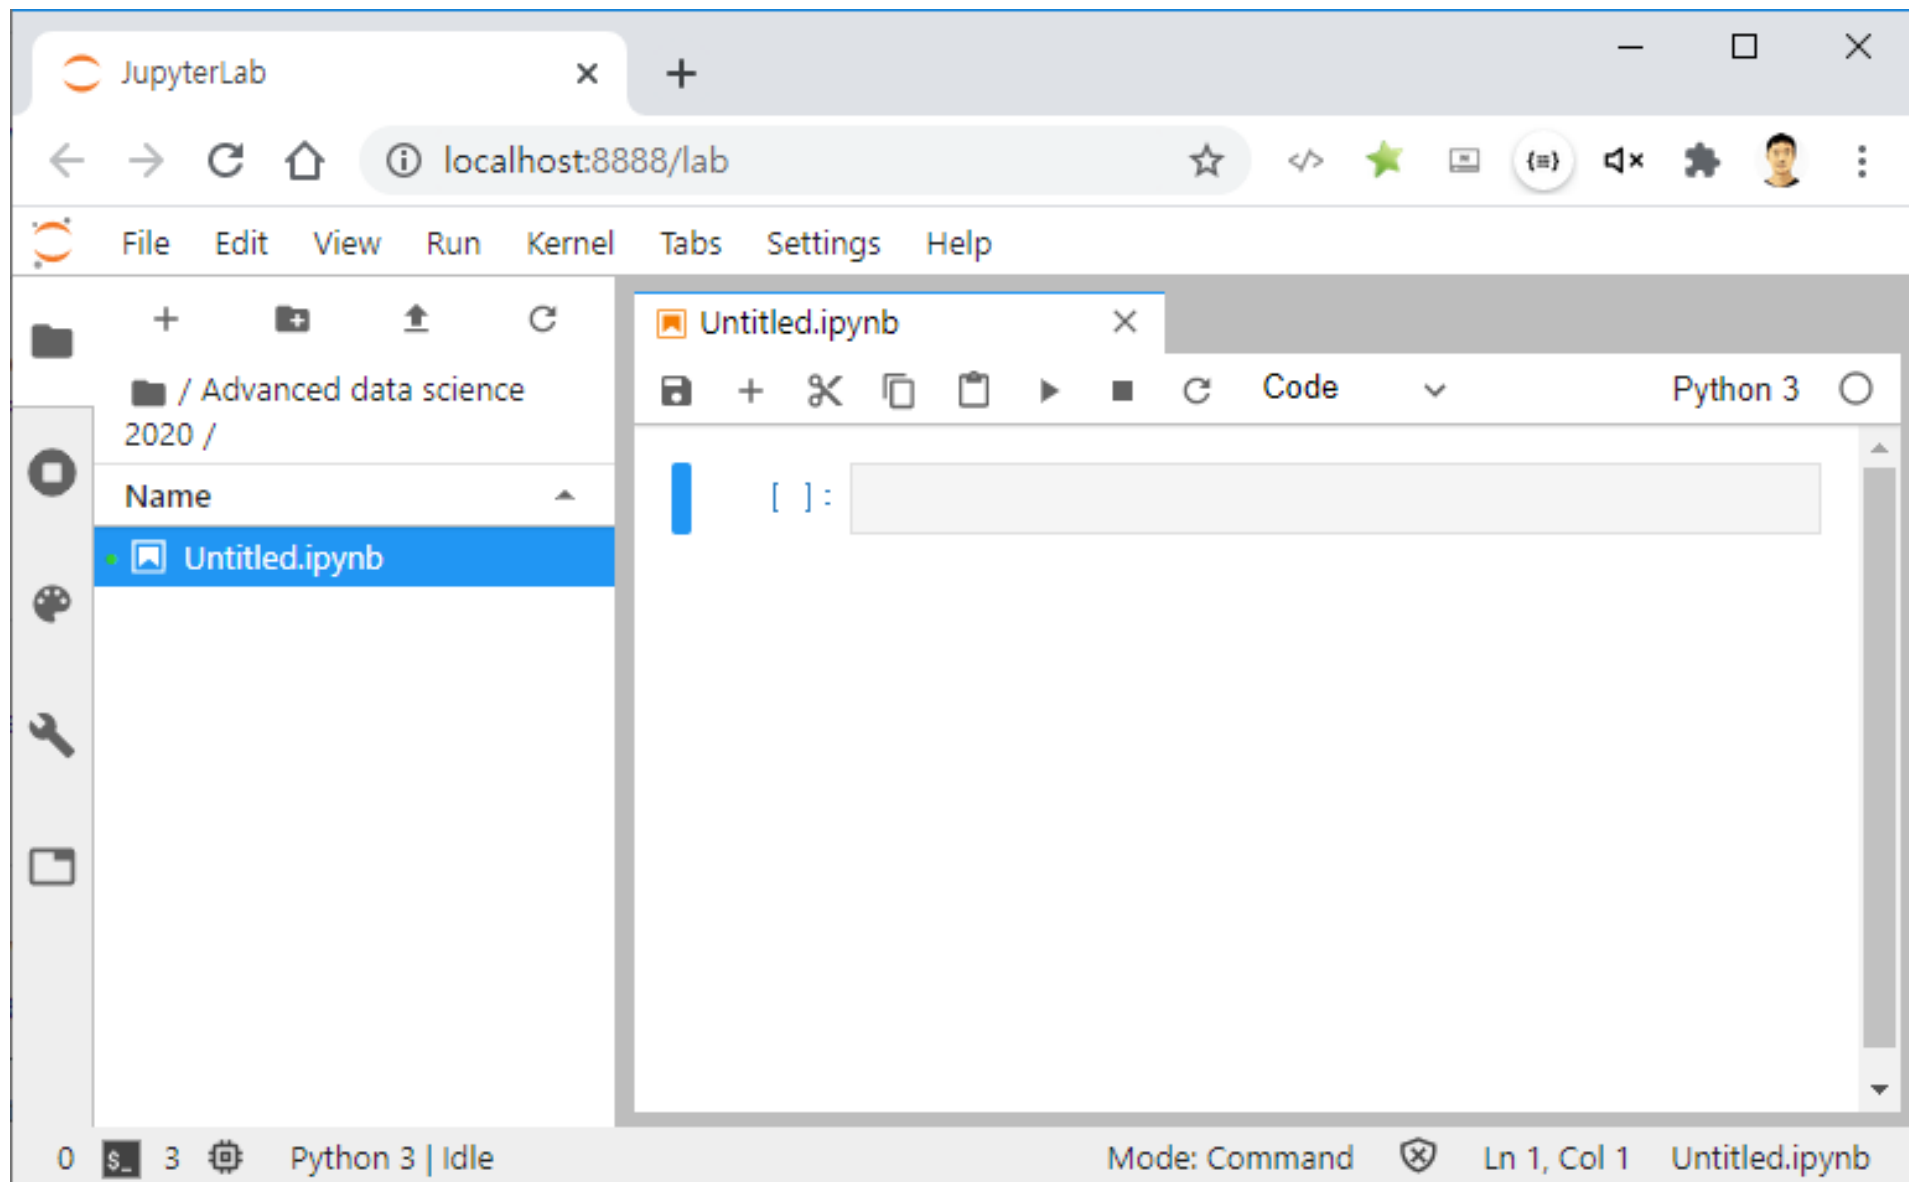 JupyterLab
localhost:8888/lab
File Edit View Run Kernel Tabs Settings Help
/ Advanced data science
2020 /
Name
Untitled.ipynb
Untitled.ipynb
Code Python 3
[ ]:
0 $_ 3 Python 3 | Idle Mode: Command Ln 1, Col 1 Untitled.ipynb